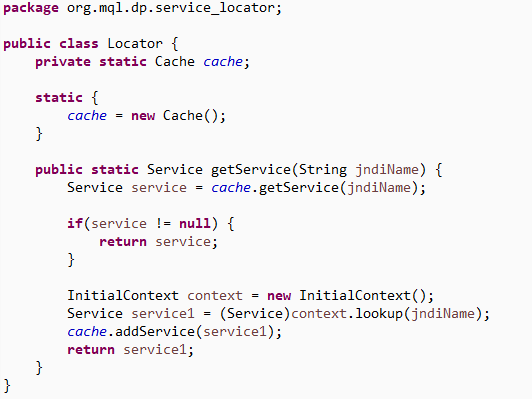 package org.mql.dp.service_locator;

public class Locator {
    private static Cache cache;

    static {
        cache = new Cache();
    }

    public static Service getService(String jndiName) {
        Service service = cache.getService(jndiName);

        if(service != null) {
            return service;
        }

        InitialContext context = new InitialContext();
        Service service1 = (Service)context.lookup(jndiName);
        cache.addService(service1);
        return service1;
    }
}